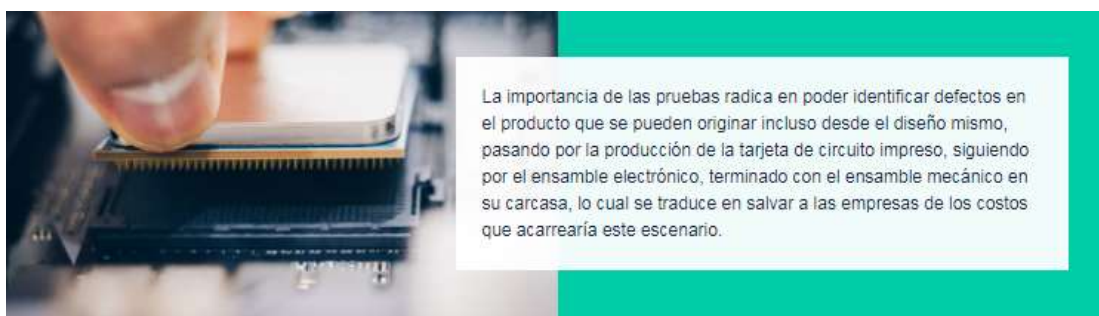 La importancia de las pruebas radica en poder identificar defectos en
el producto que se pueden originar incluso desde el diseño mismo,
pasando por la producción de la tarjeta de circuito impreso, siguiendo
por el ensamble electrónico, terminado con el ensamble mecánico en
su carcasa, lo cual se traduce en salvar a las empresas de los costos
que acarrearía este escenario.